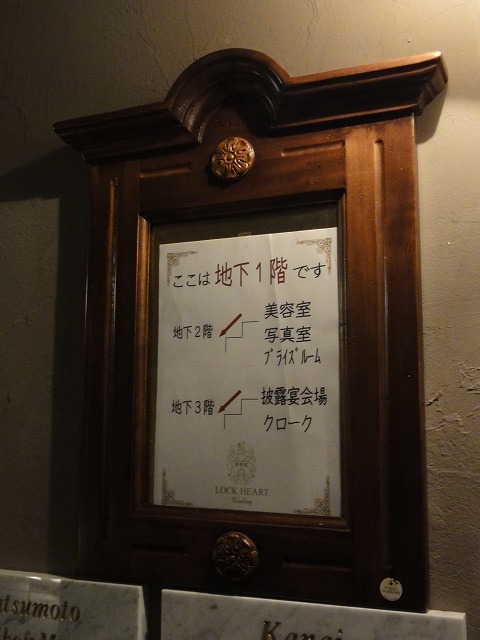 ここは地下1階です
地下2階
美容室
写真室
ブライズルーム
地下3階
披露宴会場
クローク
LOCK HEART
Wedding
atsumoto